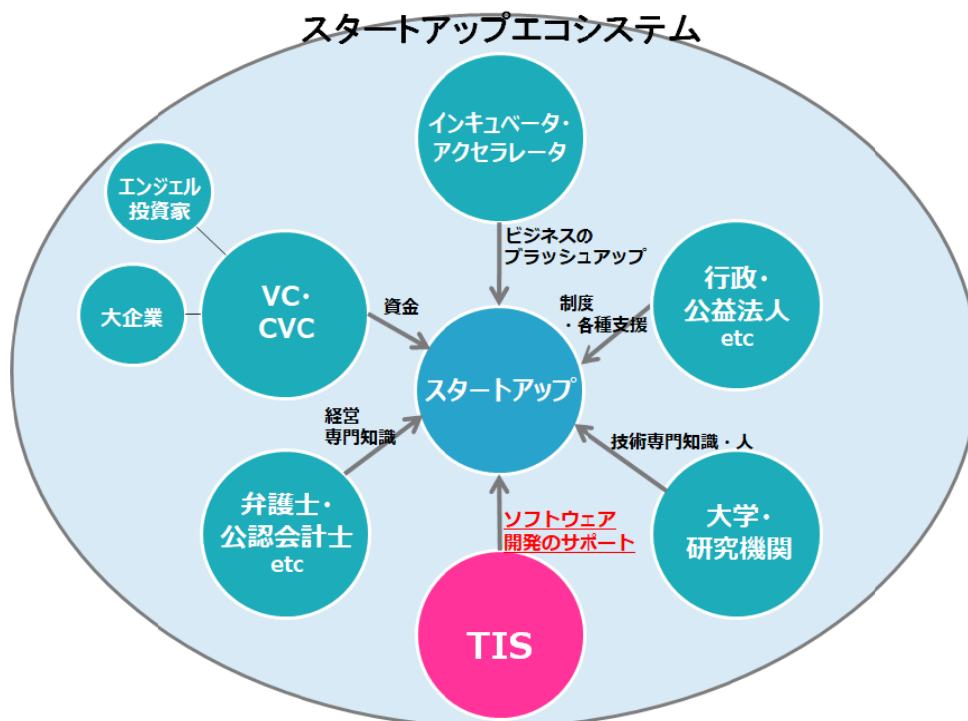 スタートアップエコシステム
インキュベータ・
アクセラレータ
エンジェル
投資家
ビジネスの
ブラッシュアップ
行政・
公益法人
etc
VC・
CVC
大企業
資金
制度
・各種支援
スタートアップ
経営
専門知識
技術専門知識・人
弁護士・
公認会計士
etc
ソフトウェア
開発のサポート
大学・
研究機関
TIS